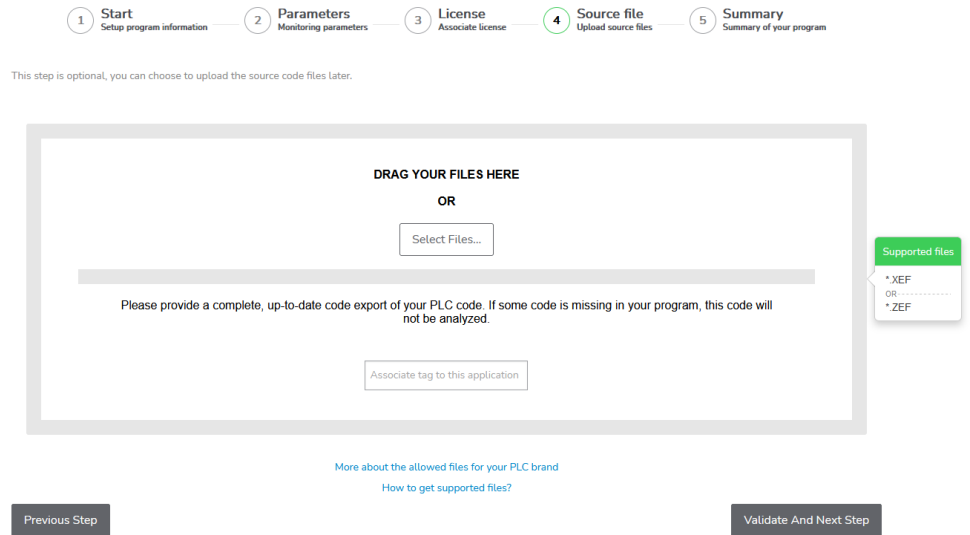 1 Start
Setup program information
2 Parameters
Monitoring parameters
3 License
Associate license
4 Source file
Upload source files
5 Summary
Summary of your program
This step is optional, you can choose to upload the source code files later.
DRAG YOUR FILES HERE
OR
Select Files...
Please provide a complete, up-to-date code export of your PLC code. If some code is missing in your program, this code will
not be analyzed.
Associate tag to this application
Supported files
*.XEF
OR
*.ZEF
More about the allowed files for your PLC brand
How to get supported files?
Previous Step
Validate And Next Step